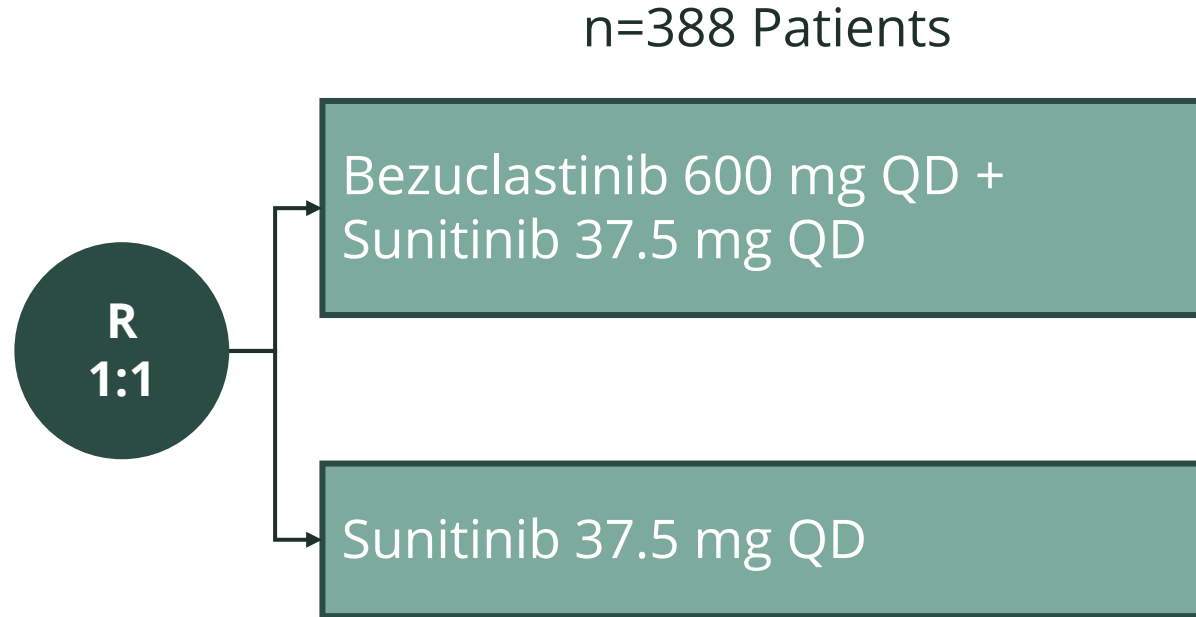 n=388 Patients
Bezuclastinib 600 mg QD +
Sunitinib 37.5 mg QD
R
1:1
Sunitinib 37.5 mg QD